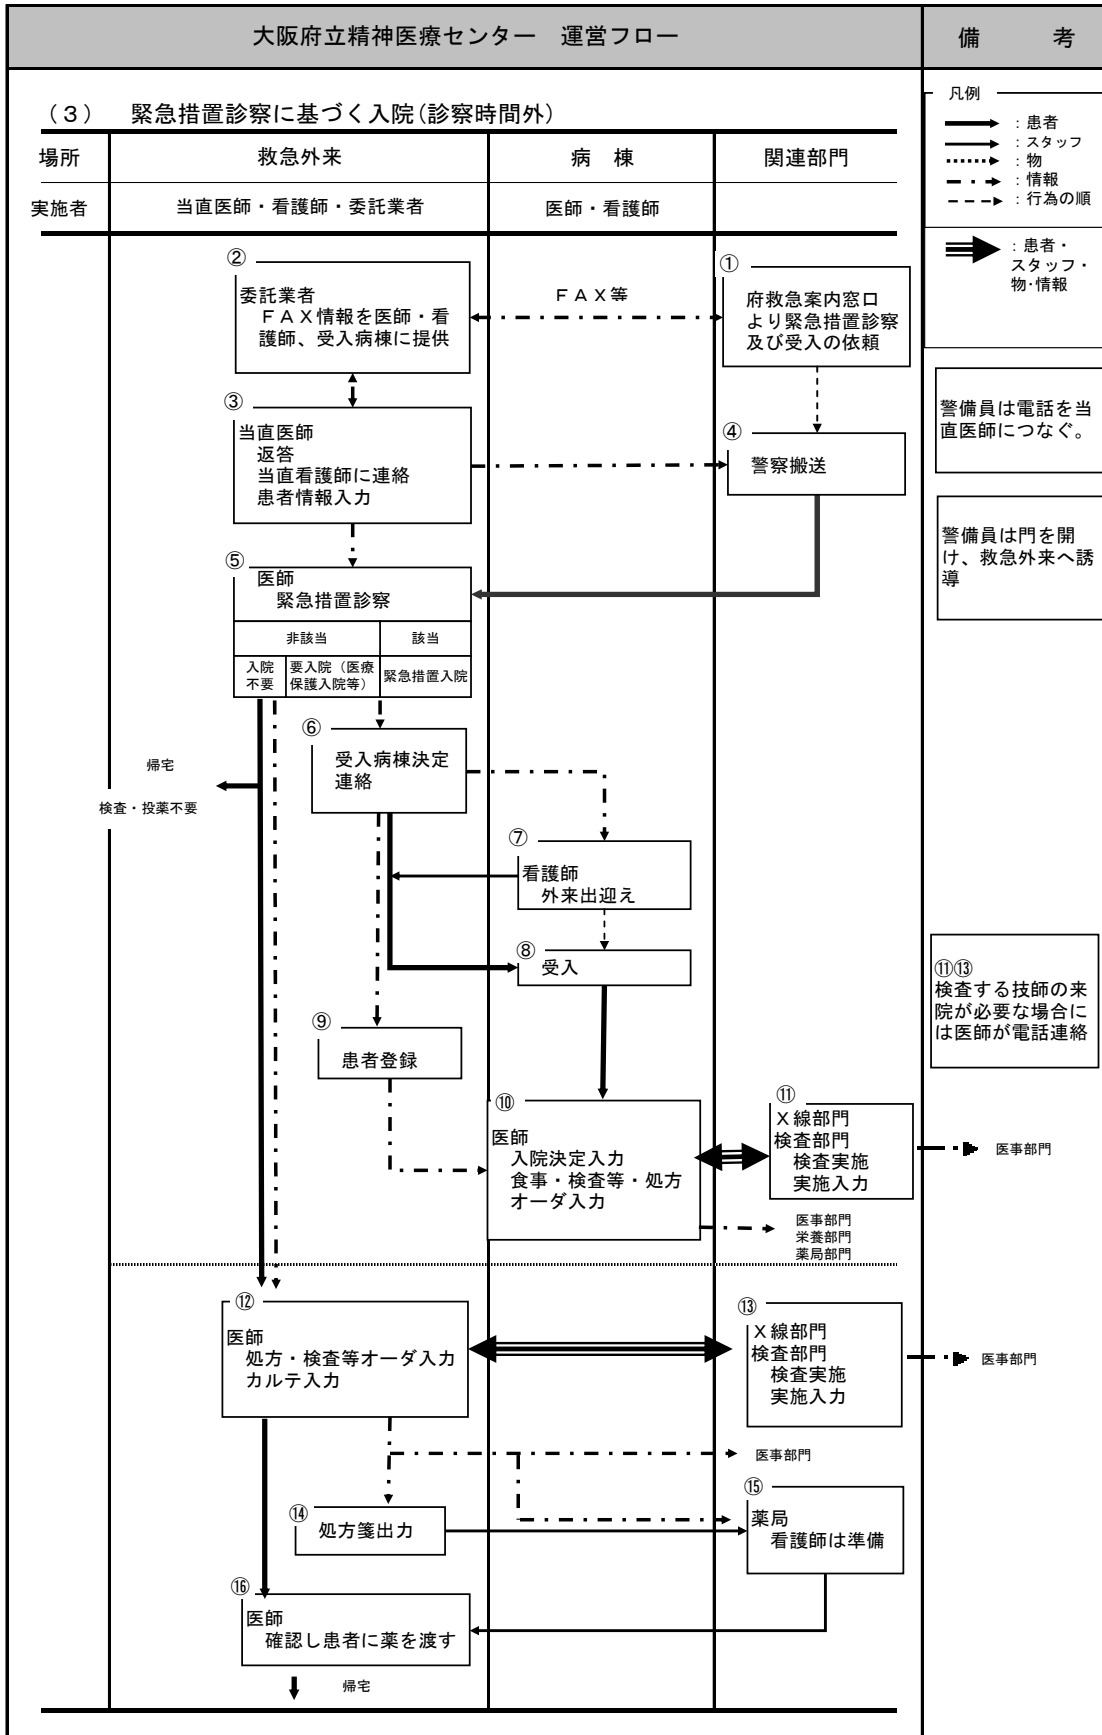 大阪府立精神医療センター　運営フロー
備　　考
（３）　緊急措置診察に基づく入院(診察時間外)
場所
救急外来
病　棟
関連部門
実施者
当直医師・看護師・委託業者
医師・看護師
凡例
：患者
：スタッフ
：物
：情報
：行為の順
：患者・
スタッフ・
物・情報
①
府救急案内窓口
より緊急措置診察
及び受入の依頼
ＦＡＸ等
②
委託業者
ＦＡＸ情報を医師・看
護師、受入病棟に提供
③
当直医師
返答
当直看護師に連絡
患者情報入力
④
警察搬送
警備員は電話を当
直医師につなぐ。
警備員は門を開
け、救急外来へ誘
導
⑤
医師
緊急措置診察
非該当
該当
入院
不要
要入院（医療
保護入院等）
緊急措置入院
⑥
受入病棟決定
連絡
帰宅
検査・投薬不要
⑦
看護師
外来出迎え
⑧
受入
⑨
患者登録
⑪⑬
検査する技師の来
院が必要な場合に
は医師が電話連絡
⑩
医師
入院決定入力
食事・検査等・処方
オーダ入力
⑪
Ｘ線部門
検査部門
検査実施
実施入力
医事部門
医事部門
栄養部門
薬局部門
⑫
医師
処方・検査等オーダ入力
カルテ入力
⑬
Ｘ線部門
検査部門
検査実施
実施入力
医事部門
医事部門
⑭
処方箋出力
⑮
薬局
看護師は準備
⑯
医師
確認し患者に薬を渡す
帰宅